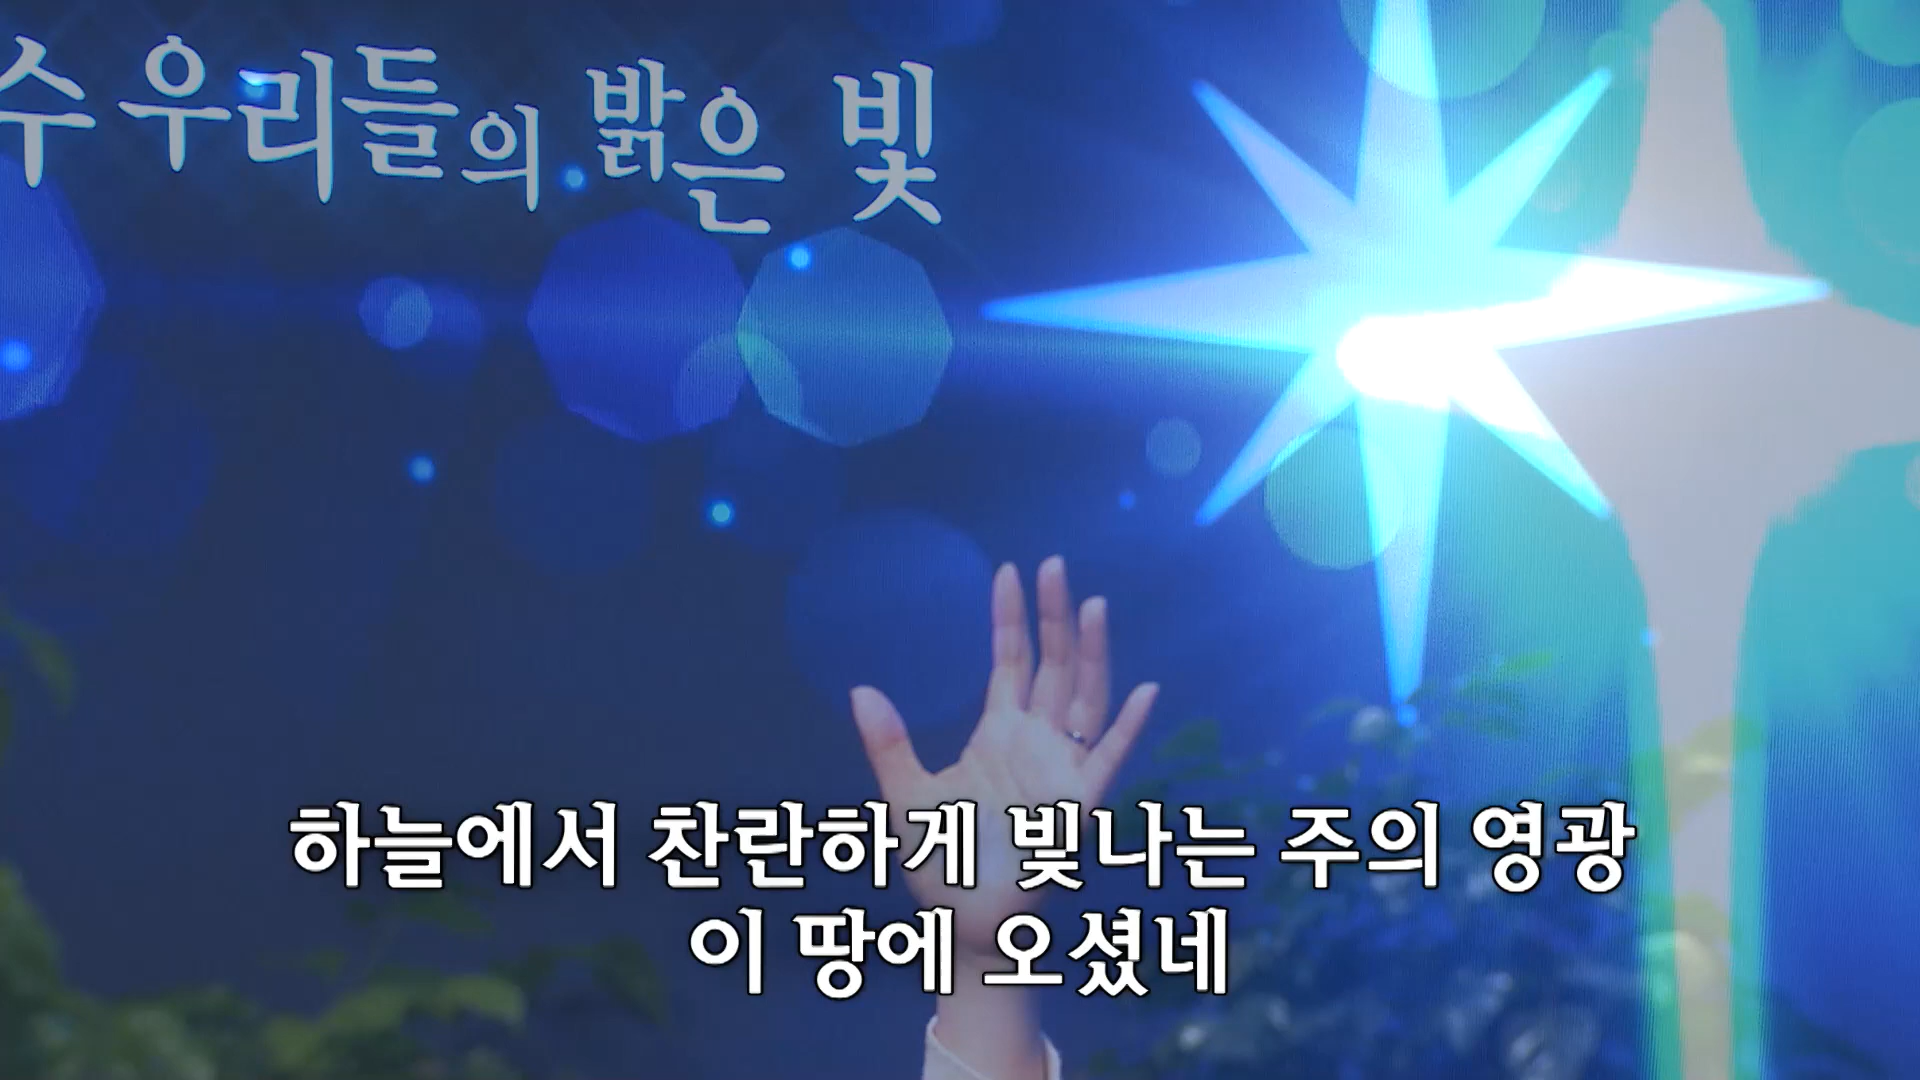 수 우리들의 밝은 빛
하늘에서 찬란하게 빛나는 주의 영광
이 땅에 오셨네